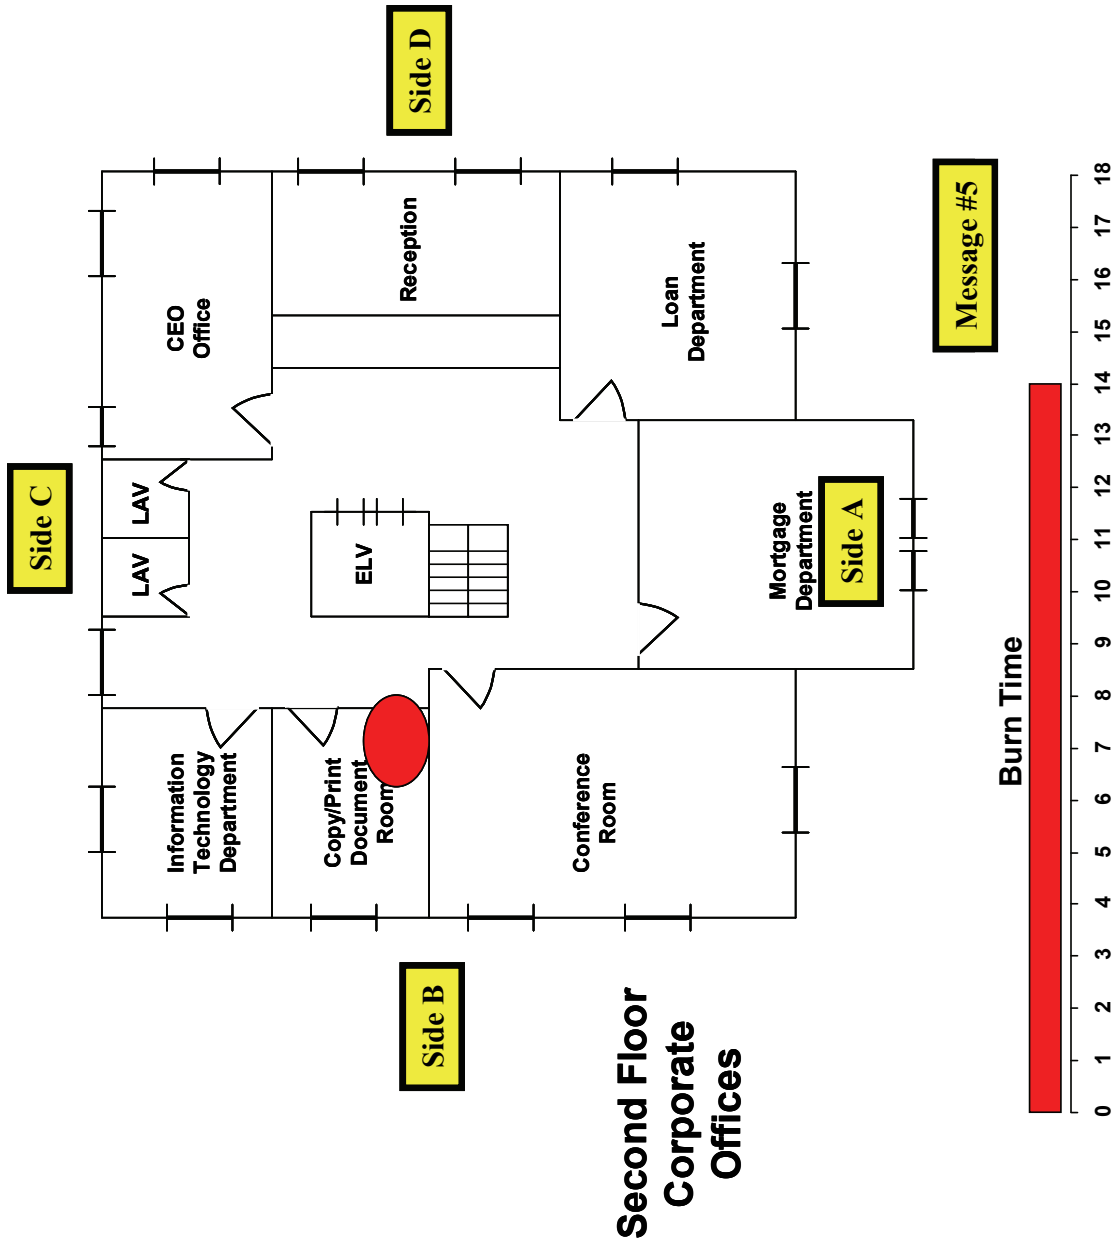 Side C
LAV
LAV
Information
Technology
Department
CEO
Office
Copy/Print
Document
Room
ELV
Reception
Side B
Side D
Conference
Room
Loan
Department
Second Floor
Corporate
Offices
Mortgage
Department
Side A
Message #5
Burn Time
0 1 2 3 4 5 6 7 8 9 10 11 12 13 14 15 16 17 18